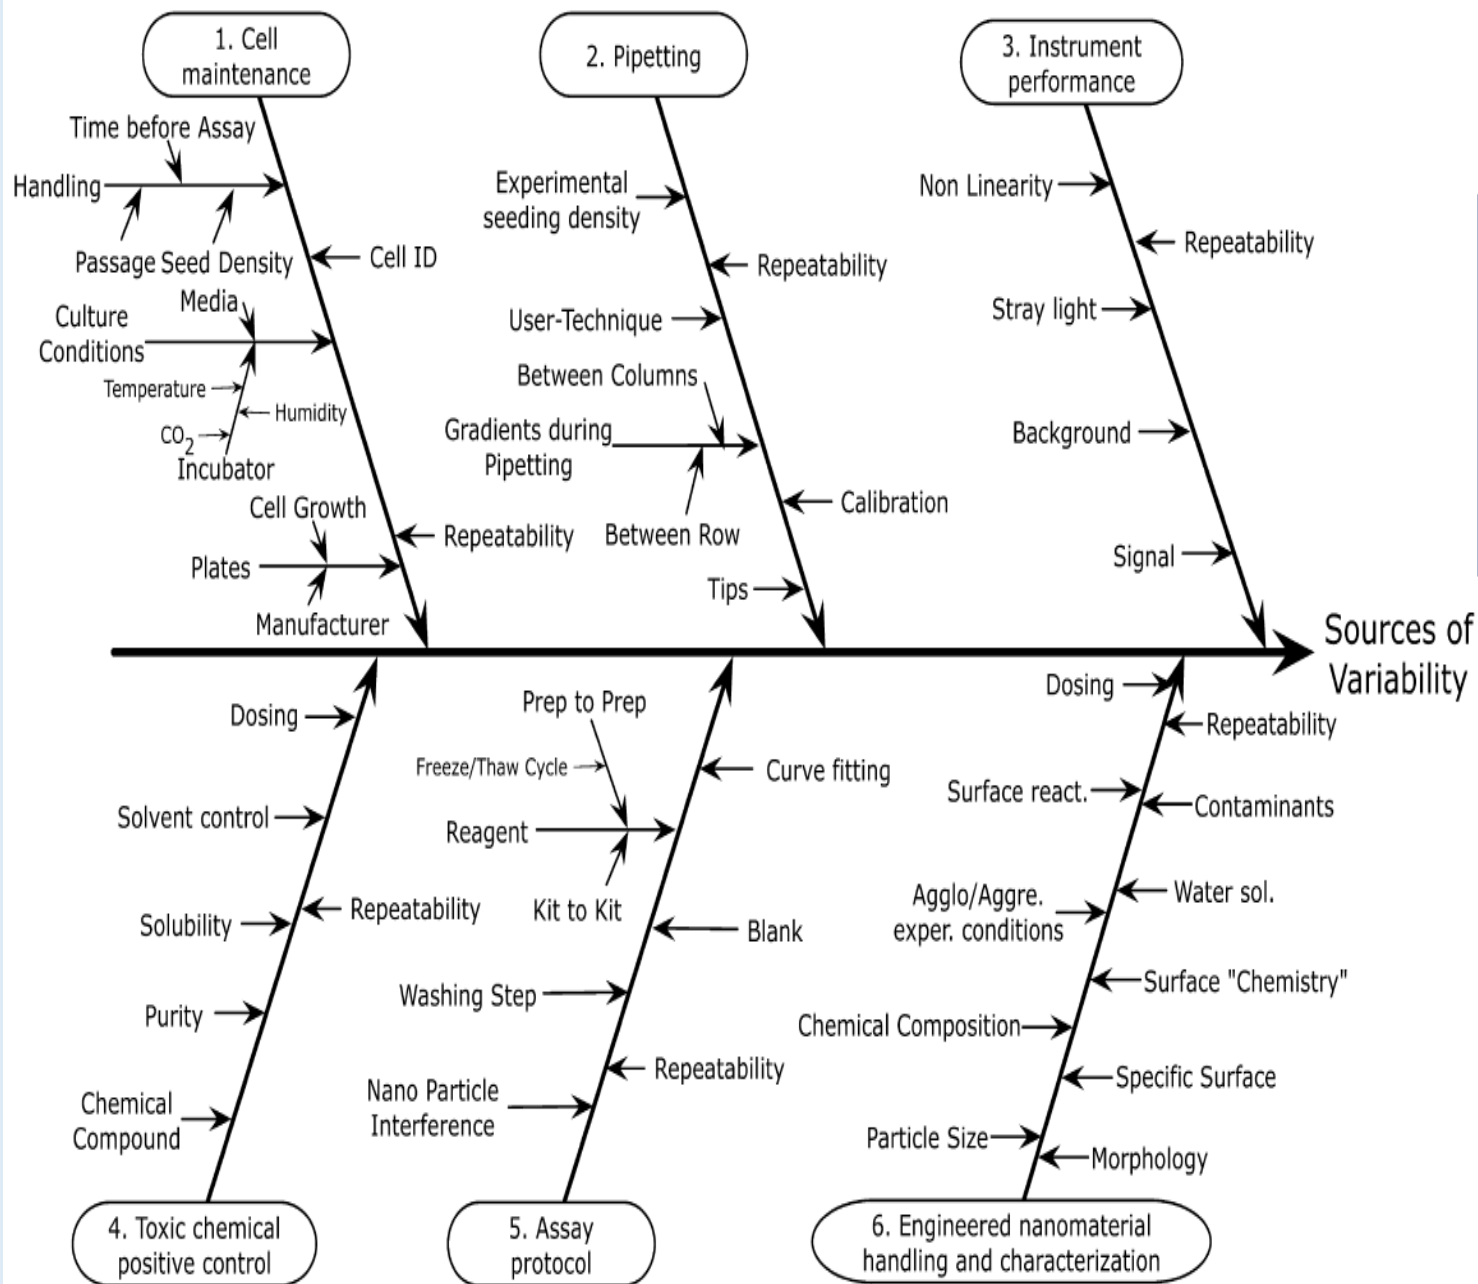 1. Cell
maintenance
Time before Assay
Handling
Passage
Seed Density
Cell ID
Media
Culture
Conditions
Temperature
Humidity
CO2
Incubator
Cell Growth
Repeatability
Plates
Manufacturer
2. Pipetting
Experimental
seeding density
Repeatability
User-Technique
Between Columns
Gradients during
Pipetting
Calibration
Between Row
Tips
3. Instrument
performance
Non Linearity
Repeatability
Stray light
Background
Signal
Sources of
Variability
Dosing
Solvent control
Repeatability
Solubility
Purity
Chemical
Compound
4. Toxic chemical
positive control
Prep to Prep
Freeze/Thaw Cycle
Curve fitting
Reagent
Kit to Kit
Blank
Washing Step
Repeatability
Nano Particle
Interference
5. Assay
protocol
Dosing
Repeatability
Surface react.
Contaminants
Water sol.
Agglo/Aggre.
exper. conditions
Surface "Chemistry"
Chemical Composition
Specific Surface
Particle Size
Morphology
6. Engineered nanomaterial
handling and characterization